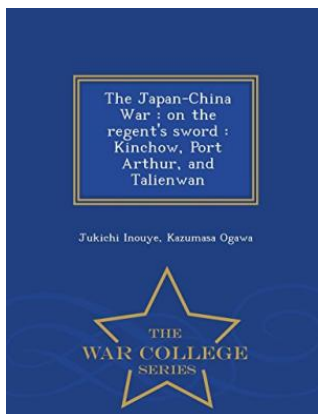 The Japan-China
War : on the
regent's sword :
Kinchow, Port
Arthur, and
Talienwan
Jukichi Inouye, Kazumasa Ogawa
THE
WAR COLLEGE
SERIES